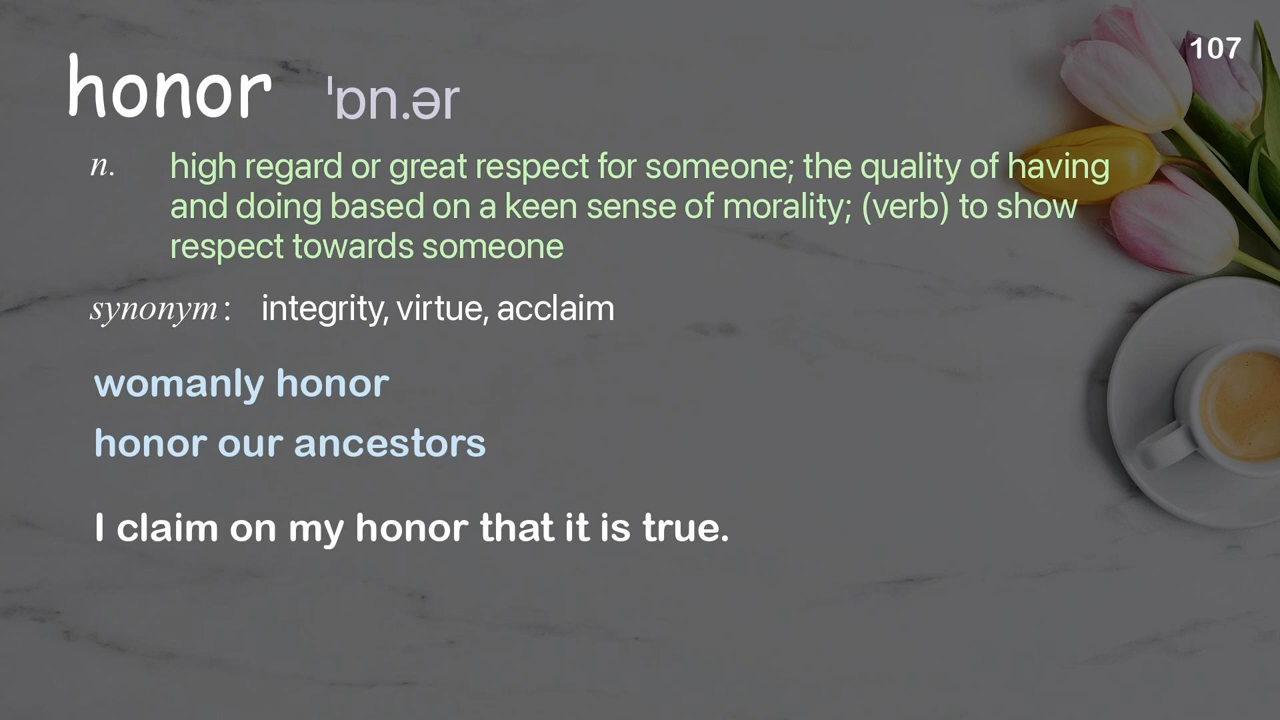 107
honor ˈɒn.ər
n. high regard or great respect for someone; the quality of having
and doing based on a keen sense of morality; (verb) to show
respect towards someone
synonym: integrity, virtue, acclaim
womanly honor
honor our ancestors
I claim on my honor that it is true.